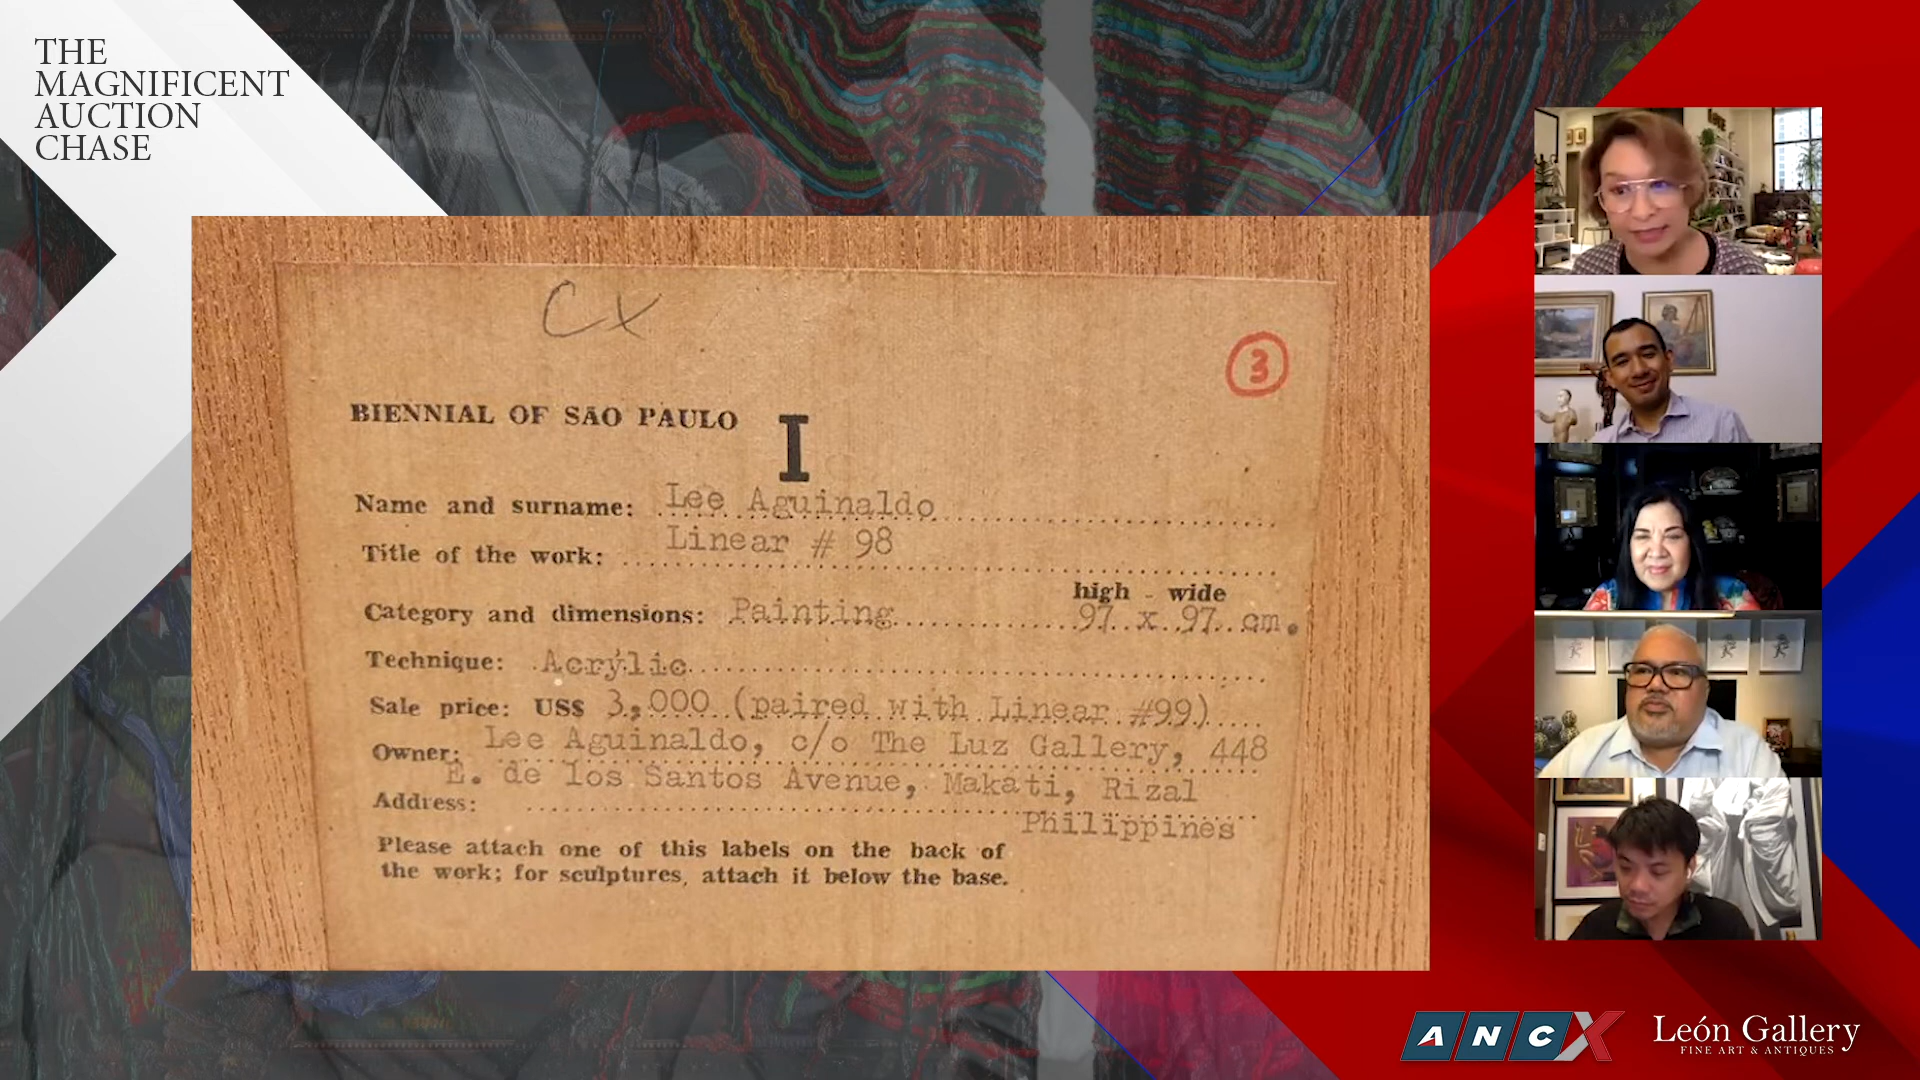 THE
MAGNIFICENT
AUCTION
CHASE
CX
3
BIENNIAL OF SÃO PAULO I
Name and surname: Lee Aguinaldo
Title of the work: Linear # 98
high - wide
Category and dimensions: Painting 97 x 97 cm.
Technique: Acrylic
Sale price: US$ 3,000 (paired with Linear #99)
Owner: Lee Aguinaldo, c/o The Luz Gallery, 448
E. de los Santos Avenue, Makati, Rizal
Address:
Philippines
Please attach one of this labels on the back of
the work; for sculptures, attach it below the base.
ANCX
León Gallery
FINE ART & ANTIQUES